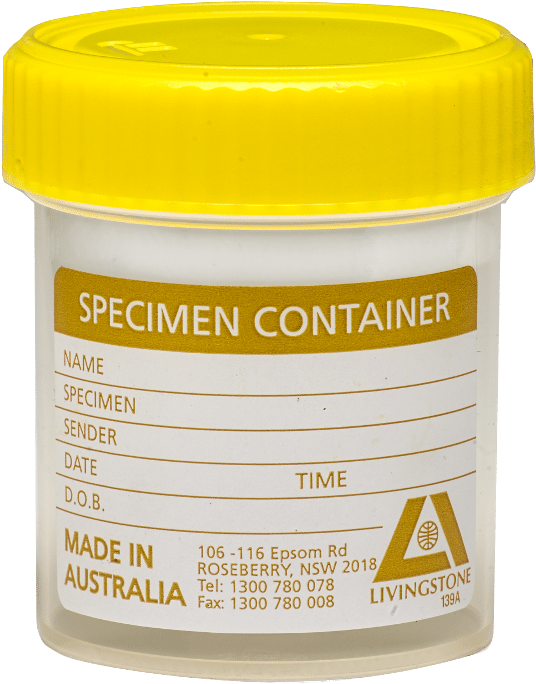 SPECIMEN CONTAINER
NAME
SPECIMEN
SENDER
DATE TIME
D.O.B.
MADE IN
AUSTRALIA
106 -116 Epsom Rd
ROSEBERRY, NSW 2018
Tel: 1300 780 078
Fax: 1300 780 008
LIVINGSTONE
139A